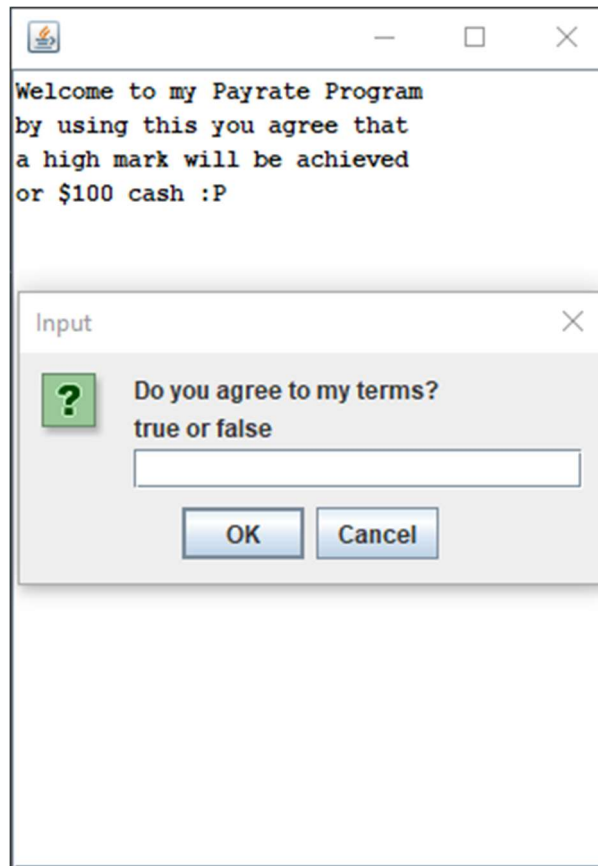 Welcome to my Payrate Program
by using this you agree that
a high mark will be achieved
or $100 cash :P
Input
Do you agree to my terms?
true or false
OK Cancel